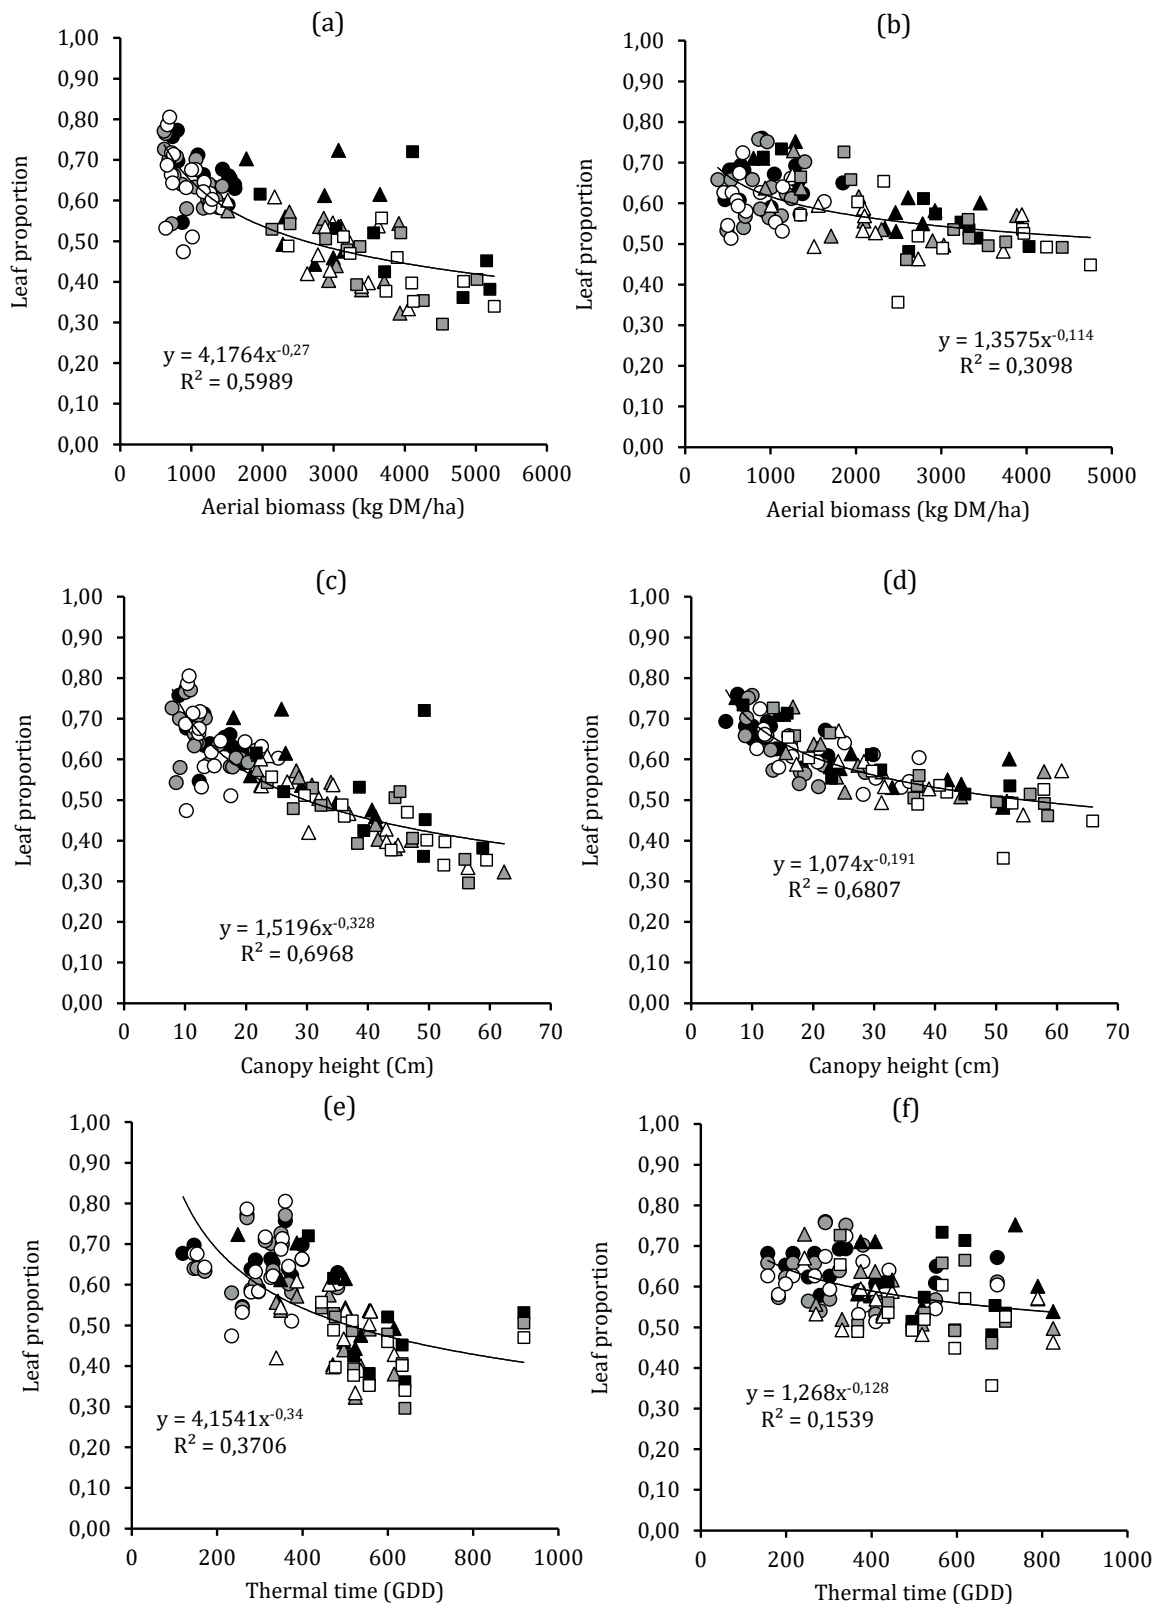 (a)
1,00
0,90
0,80
0,70
0,60
0,50
0,40
0,30
0,20
0,10
0,00
Leaf proportion
y = 4,1764x^-0,27
R² = 0,5989
0 1000 2000 3000 4000 5000 6000
Aerial biomass (kg DM/ha)
(b)
1,00
0,90
0,80
0,70
0,60
0,50
0,40
0,30
0,20
0,10
0,00
Leaf proportion
y = 1,3575x^-0,114
R² = 0,3098
0 1000 2000 3000 4000 5000
Aerial biomass (kg DM/ha)
(c)
1,00
0,90
0,80
0,70
0,60
0,50
0,40
0,30
0,20
0,10
0,00
Leaf proportion
y = 1,5196x^-0,328
R² = 0,6968
0 10 20 30 40 50 60 70
Canopy height (Cm)
(d)
1,00
0,90
0,80
0,70
0,60
0,50
0,40
0,30
0,20
0,10
0,00
Leaf proportion
y = 1,074x^-0,191
R² = 0,6807
0 10 20 30 40 50 60 70
Canopy height (cm)
(e)
1,00
0,90
0,80
0,70
0,60
0,50
0,40
0,30
0,20
0,10
0,00
Leaf proportion
y = 4,1541x^-0,34
R² = 0,3706
0 200 400 600 800 1000
Thermal time (GDD)
(f)
1,00
0,90
0,80
0,70
0,60
0,50
0,40
0,30
0,20
0,10
0,00
Leaf proportion
y = 1,268x^-0,128
R² = 0,1539
0 200 400 600 800 1000
Thermal time (GDD)